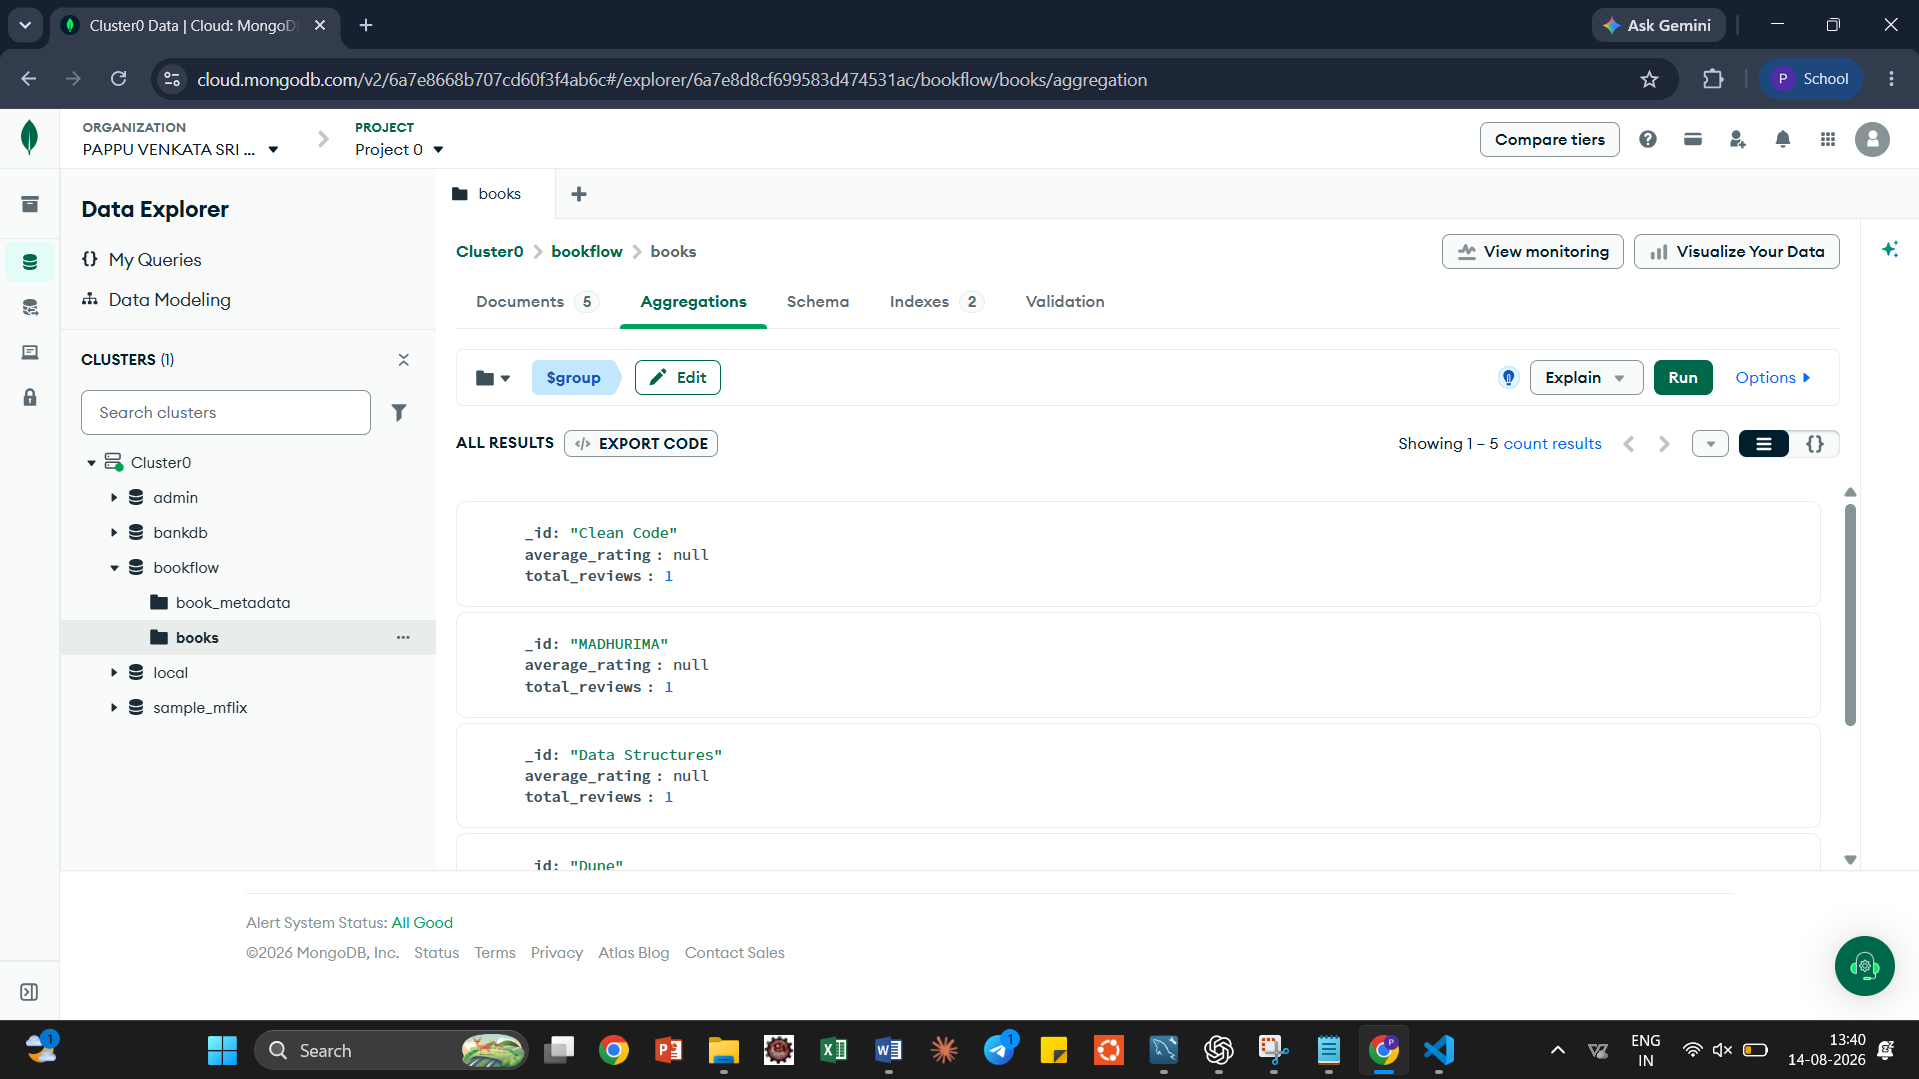 Cluster0 Data | Cloud: MongoD
Ask Gemini
cloud.mongodb.com/v2/6a7e8668b707cd60f3f4ab6c#/explorer/6a7e8d8cf699583d474531ac/bookflow/books/aggregation
P School
ORGANIZATION
PAPPU VENKATA SRI ...
PROJECT
Project 0
Compare tiers
Data Explorer
My Queries
Data Modeling
CLUSTERS (1)
Search clusters
Cluster0
admin
bankdb
bookflow
book_metadata
books
local
sample_mflix
books
Cluster0 bookflow books
View monitoring
Visualize Your Data
Documents 5
Aggregations
Schema
Indexes 2
Validation
$group
Edit
Explain
Run
Options
ALL RESULTS
EXPORT CODE
Showing 1 – 5 count results
_id: "Clean Code"
average_rating : null
total_reviews : 1
_id: "MADHURIMA"
average_rating : null
total_reviews : 1
_id: "Data Structures"
average_rating : null
total_reviews : 1
_id: "Dune"
Alert System Status: All Good
©2026 MongoDB, Inc. Status Terms Privacy Atlas Blog Contact Sales
1
Search
1
ENG
IN
13:40
14-08-2026